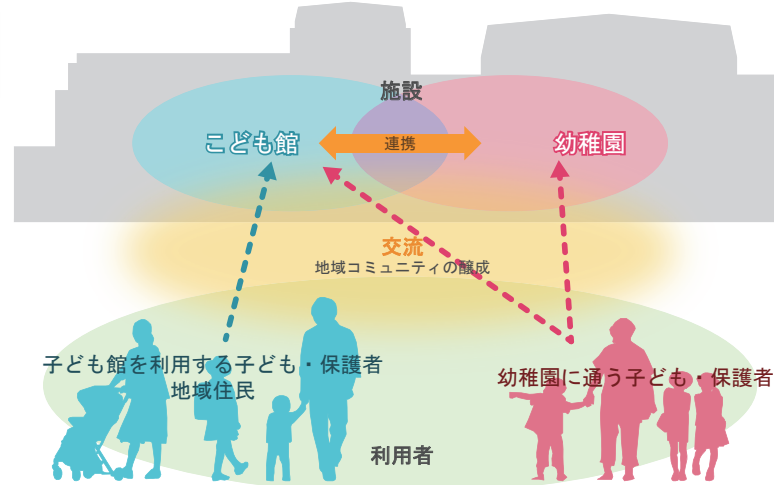 施設
こども館
連携
幼稚園
交流
地域コミュニティの醸成
子ども館を利用する子ども・保護者
地域住民
幼稚園に通う子ども・保護者
利用者